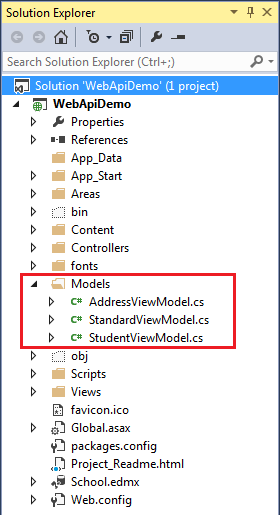 Solution Explorer
Search Solution Explorer (Ctrl+;)
Solution 'WebApiDemo' (1 project)
WebApiDemo
Properties
References
App_Data
App_Start
Areas
bin
Content
Controllers
fonts
Models
C# AddressViewModel.cs
C# StandardViewModel.cs
C# StudentViewModel.cs
obj
Scripts
Views
favicon.ico
Global.asax
packages.config
Project_Readme.html
School.edmx
Web.config